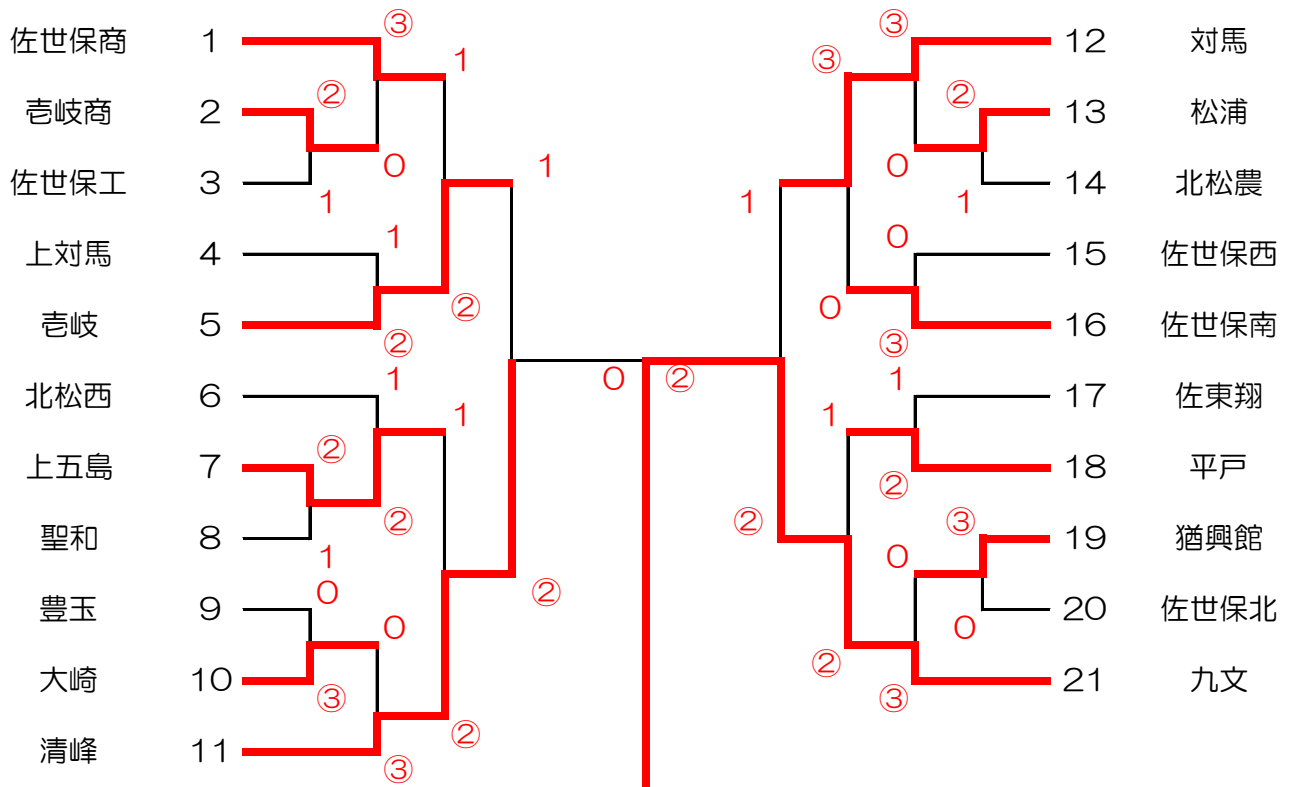 佐世保商 1 ③ ③ 12 対馬
1 ③
壱岐商 2 ② ② 13 松浦
0 1 0
佐世保工 3 1 1 1 14 北松農
上対馬 4 1 0 15 佐世保西
② 0
壱岐 5 ② ③ 16 佐世保南
0 ②
北松西 6 1 1 17 佐東翔
1 1
上五島 7 ② ② 18 平戸
② ② ③
聖和 8 1 0 19 猶興館
豊玉 9 0 ② 0 20 佐世保北
0 ②
大崎 10 ③ ③ 21 九文
②
清峰 11 ③